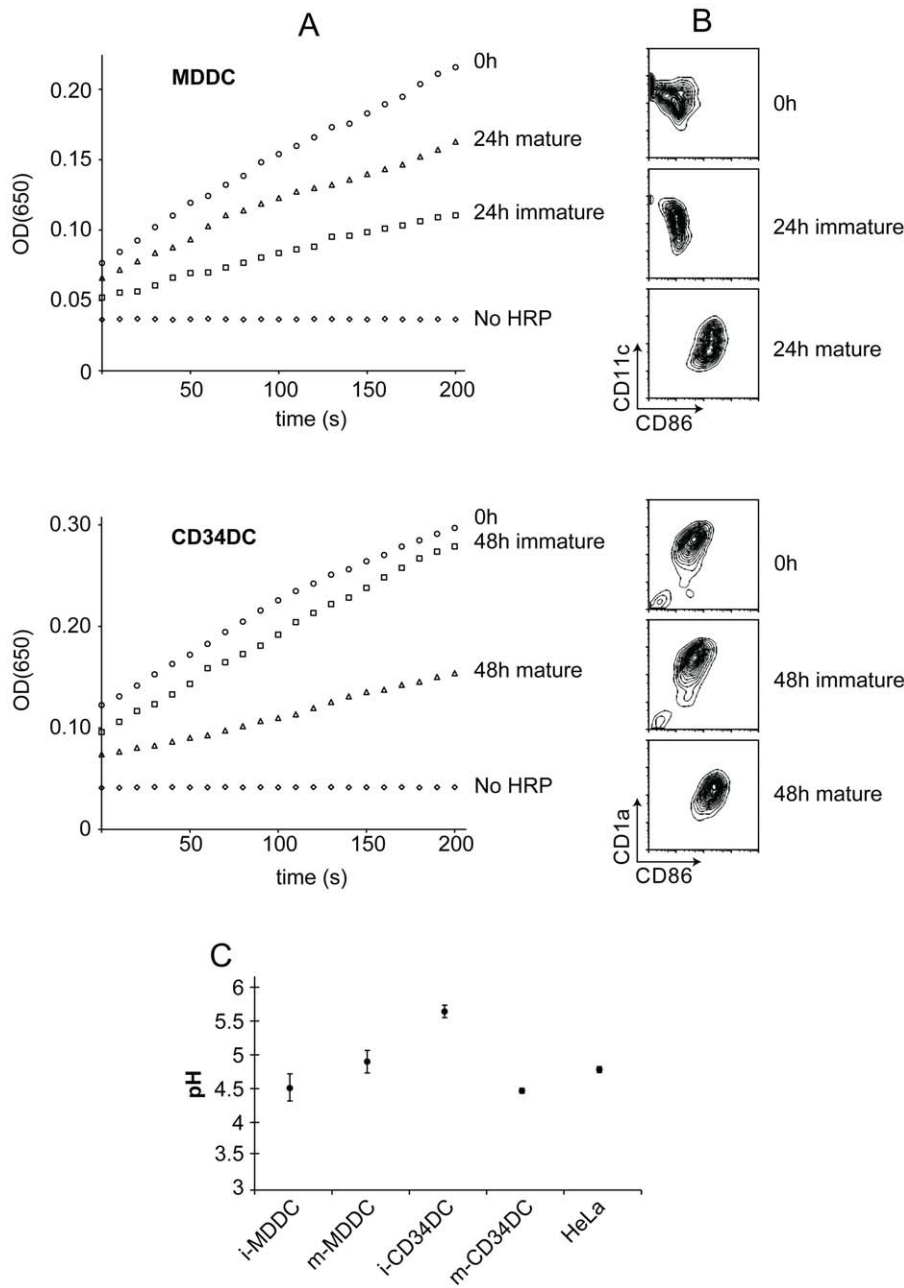 A
B
MDDC
0h
24h mature
24h immature
No HRP
0.20
0.15
0.10
0.05
0
OD(650)
50
100
150
200
time (s)
0h
24h immature
24h mature
CD11c
CD86
CD34DC
0h
48h immature
48h mature
No HRP
0.30
0.20
0.10
0
OD(650)
50
100
150
200
time (s)
0h
48h immature
48h mature
CD1a
CD86
C
6
5.5
5
4.5
4
3.5
3
pH
i-MDDC
m-MDDC
i-CD34DC
m-CD34DC
HeLa